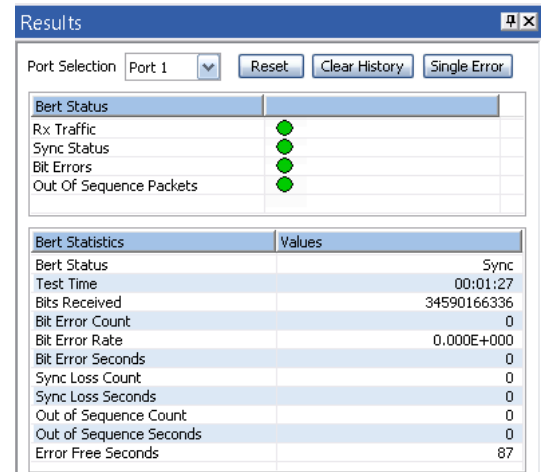 Results
Port Selection Port 1 Reset Clear History Single Error
Bert Status
Rx Traffic
Sync Status
Bit Errors
Out Of Sequence Packets
Bert Statistics Values
Bert Status Sync
Test Time 00:01:27
Bits Received 34590166336
Bit Error Count 0
Bit Error Rate 0.000E+000
Bit Error Seconds 0
Sync Loss Count 0
Sync Loss Seconds 0
Out of Sequence Count 0
Out of Sequence Seconds 0
Error Free Seconds 87